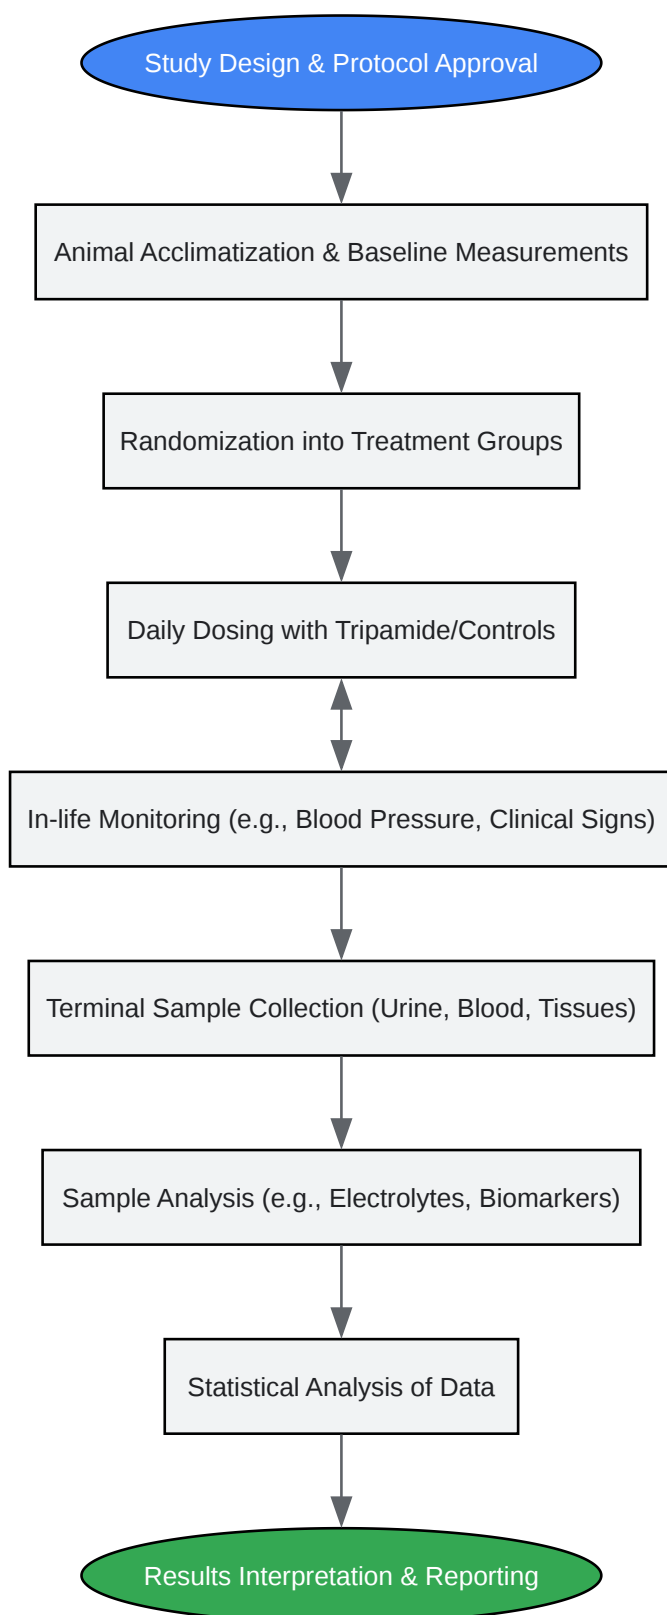 Study Design & Protocol Approval
Animal Acclimatization & Baseline Measurements
Randomization into Treatment Groups
Daily Dosing with Tripamide/Controls
In-life Monitoring (e.g., Blood Pressure, Clinical Signs)
Terminal Sample Collection (Urine, Blood, Tissues)
Sample Analysis (e.g., Electrolytes, Biomarkers)
Statistical Analysis of Data
Results Interpretation & Reporting